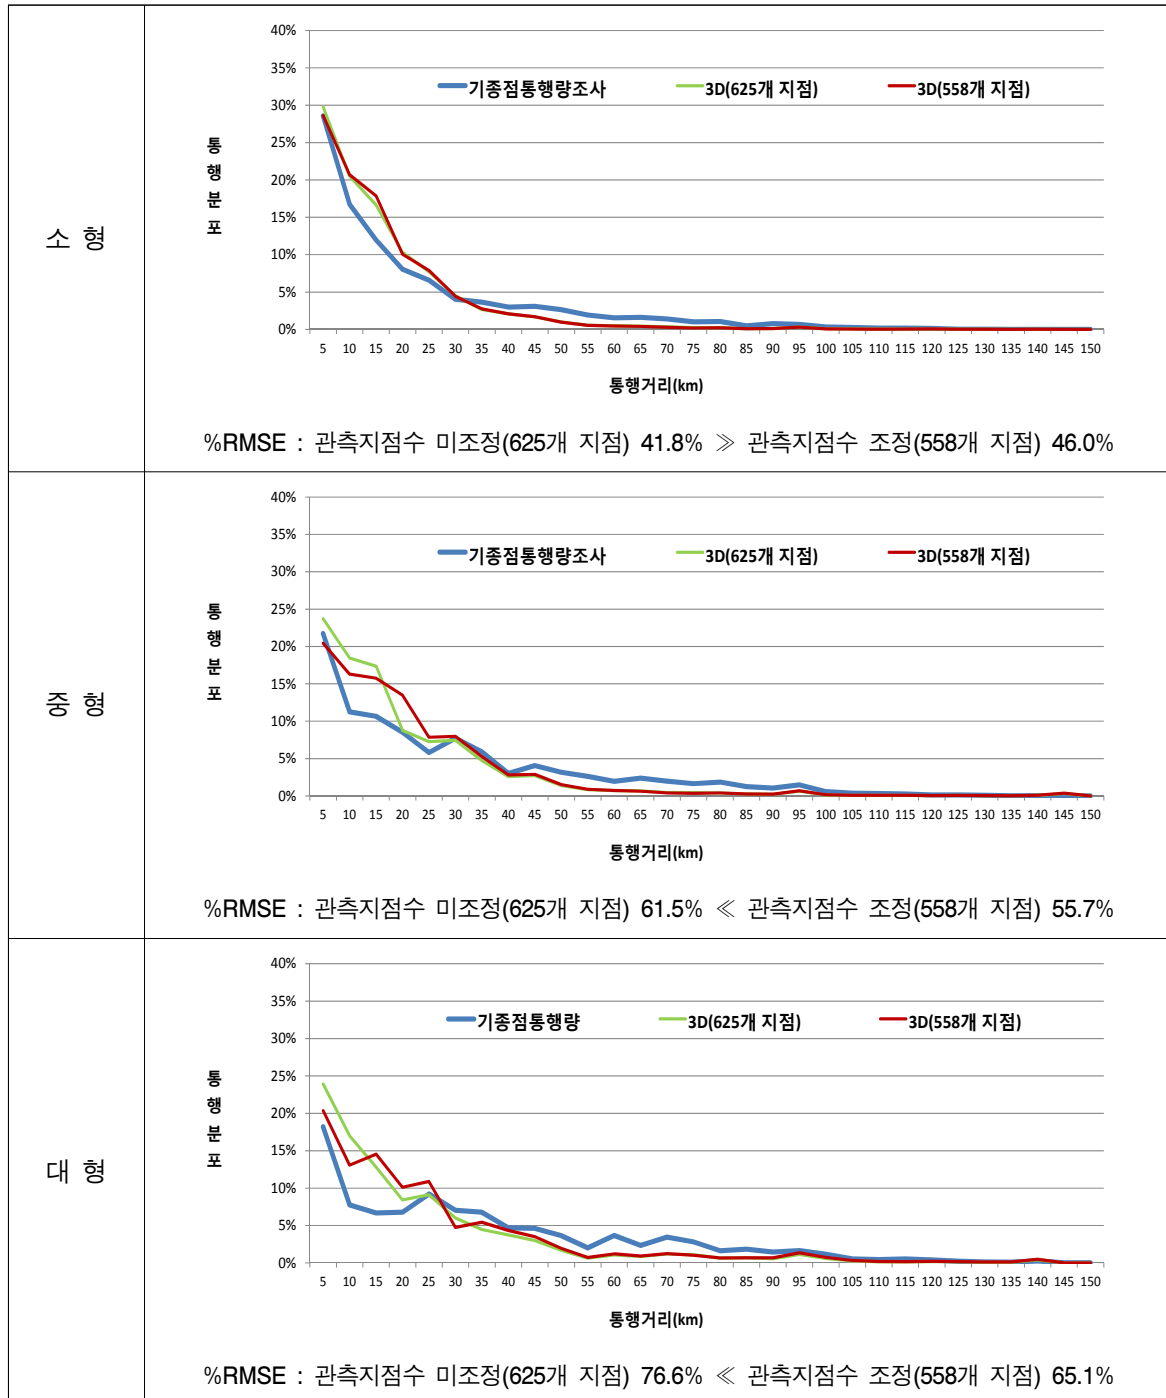 소 형
40%
35%
30%
25%
20%
15%
10%
5%
0%
통행분포
기종점통행량조사 3D(625개 지점) 3D(558개 지점)
5 10 15 20 25 30 35 40 45 50 55 60 65 70 75 80 85 90 95 100 105 110 115 120 125 130 135 140 145 150
통행거리(km)
%RMSE : 관측지점수 미조정(625개 지점) 41.8% ≫ 관측지점수 조정(558개 지점) 46.0%
중 형
40%
35%
30%
25%
20%
15%
10%
5%
0%
통행분포
기종점통행량조사 3D(625개 지점) 3D(558개 지점)
5 10 15 20 25 30 35 40 45 50 55 60 65 70 75 80 85 90 95 100 105 110 115 120 125 130 135 140 145 150
통행거리(km)
%RMSE : 관측지점수 미조정(625개 지점) 61.5% ≪ 관측지점수 조정(558개 지점) 55.7%
대 형
40%
35%
30%
25%
20%
15%
10%
5%
0%
통행분포
기종점통행량 3D(625개 지점) 3D(558개 지점)
5 10 15 20 25 30 35 40 45 50 55 60 65 70 75 80 85 90 95 100 105 110 115 120 125 130 135 140 145 150
통행거리(km)
%RMSE : 관측지점수 미조정(625개 지점) 76.6% ≪ 관측지점수 조정(558개 지점) 65.1%